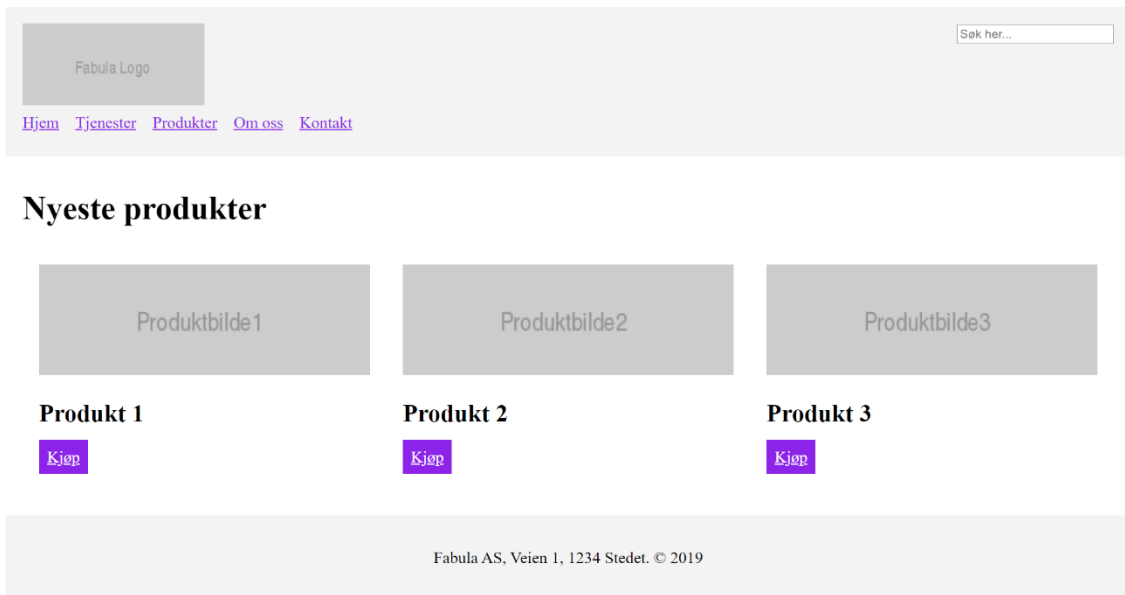 Fabula Logo
Søk her...
Hjem Tjenester Produkter Om oss Kontakt
Nyeste produkter
Produktbilde1 Produktbilde2 Produktbilde3
Produkt 1 Produkt 2 Produkt 3
Kjøp Kjøp Kjøp
Fabula AS, Veien 1, 1234 Stedet. © 2019